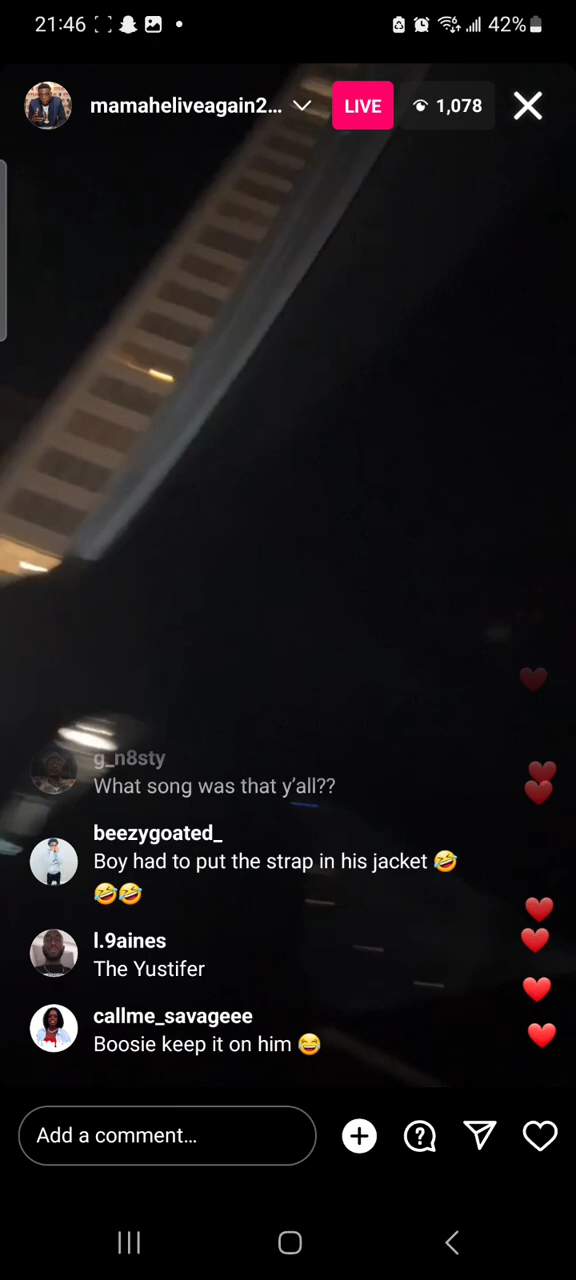 21:46 42%
mamaheliveagain2... LIVE 1,078
g_n8sty
What song was that y'all??
beezygoated_
Boy had to put the strap in his jacket 🤣
🤣🤣
l.9aines
The Yustifer
callme_savageee
Boosie keep it on him 😂
Add a comment...